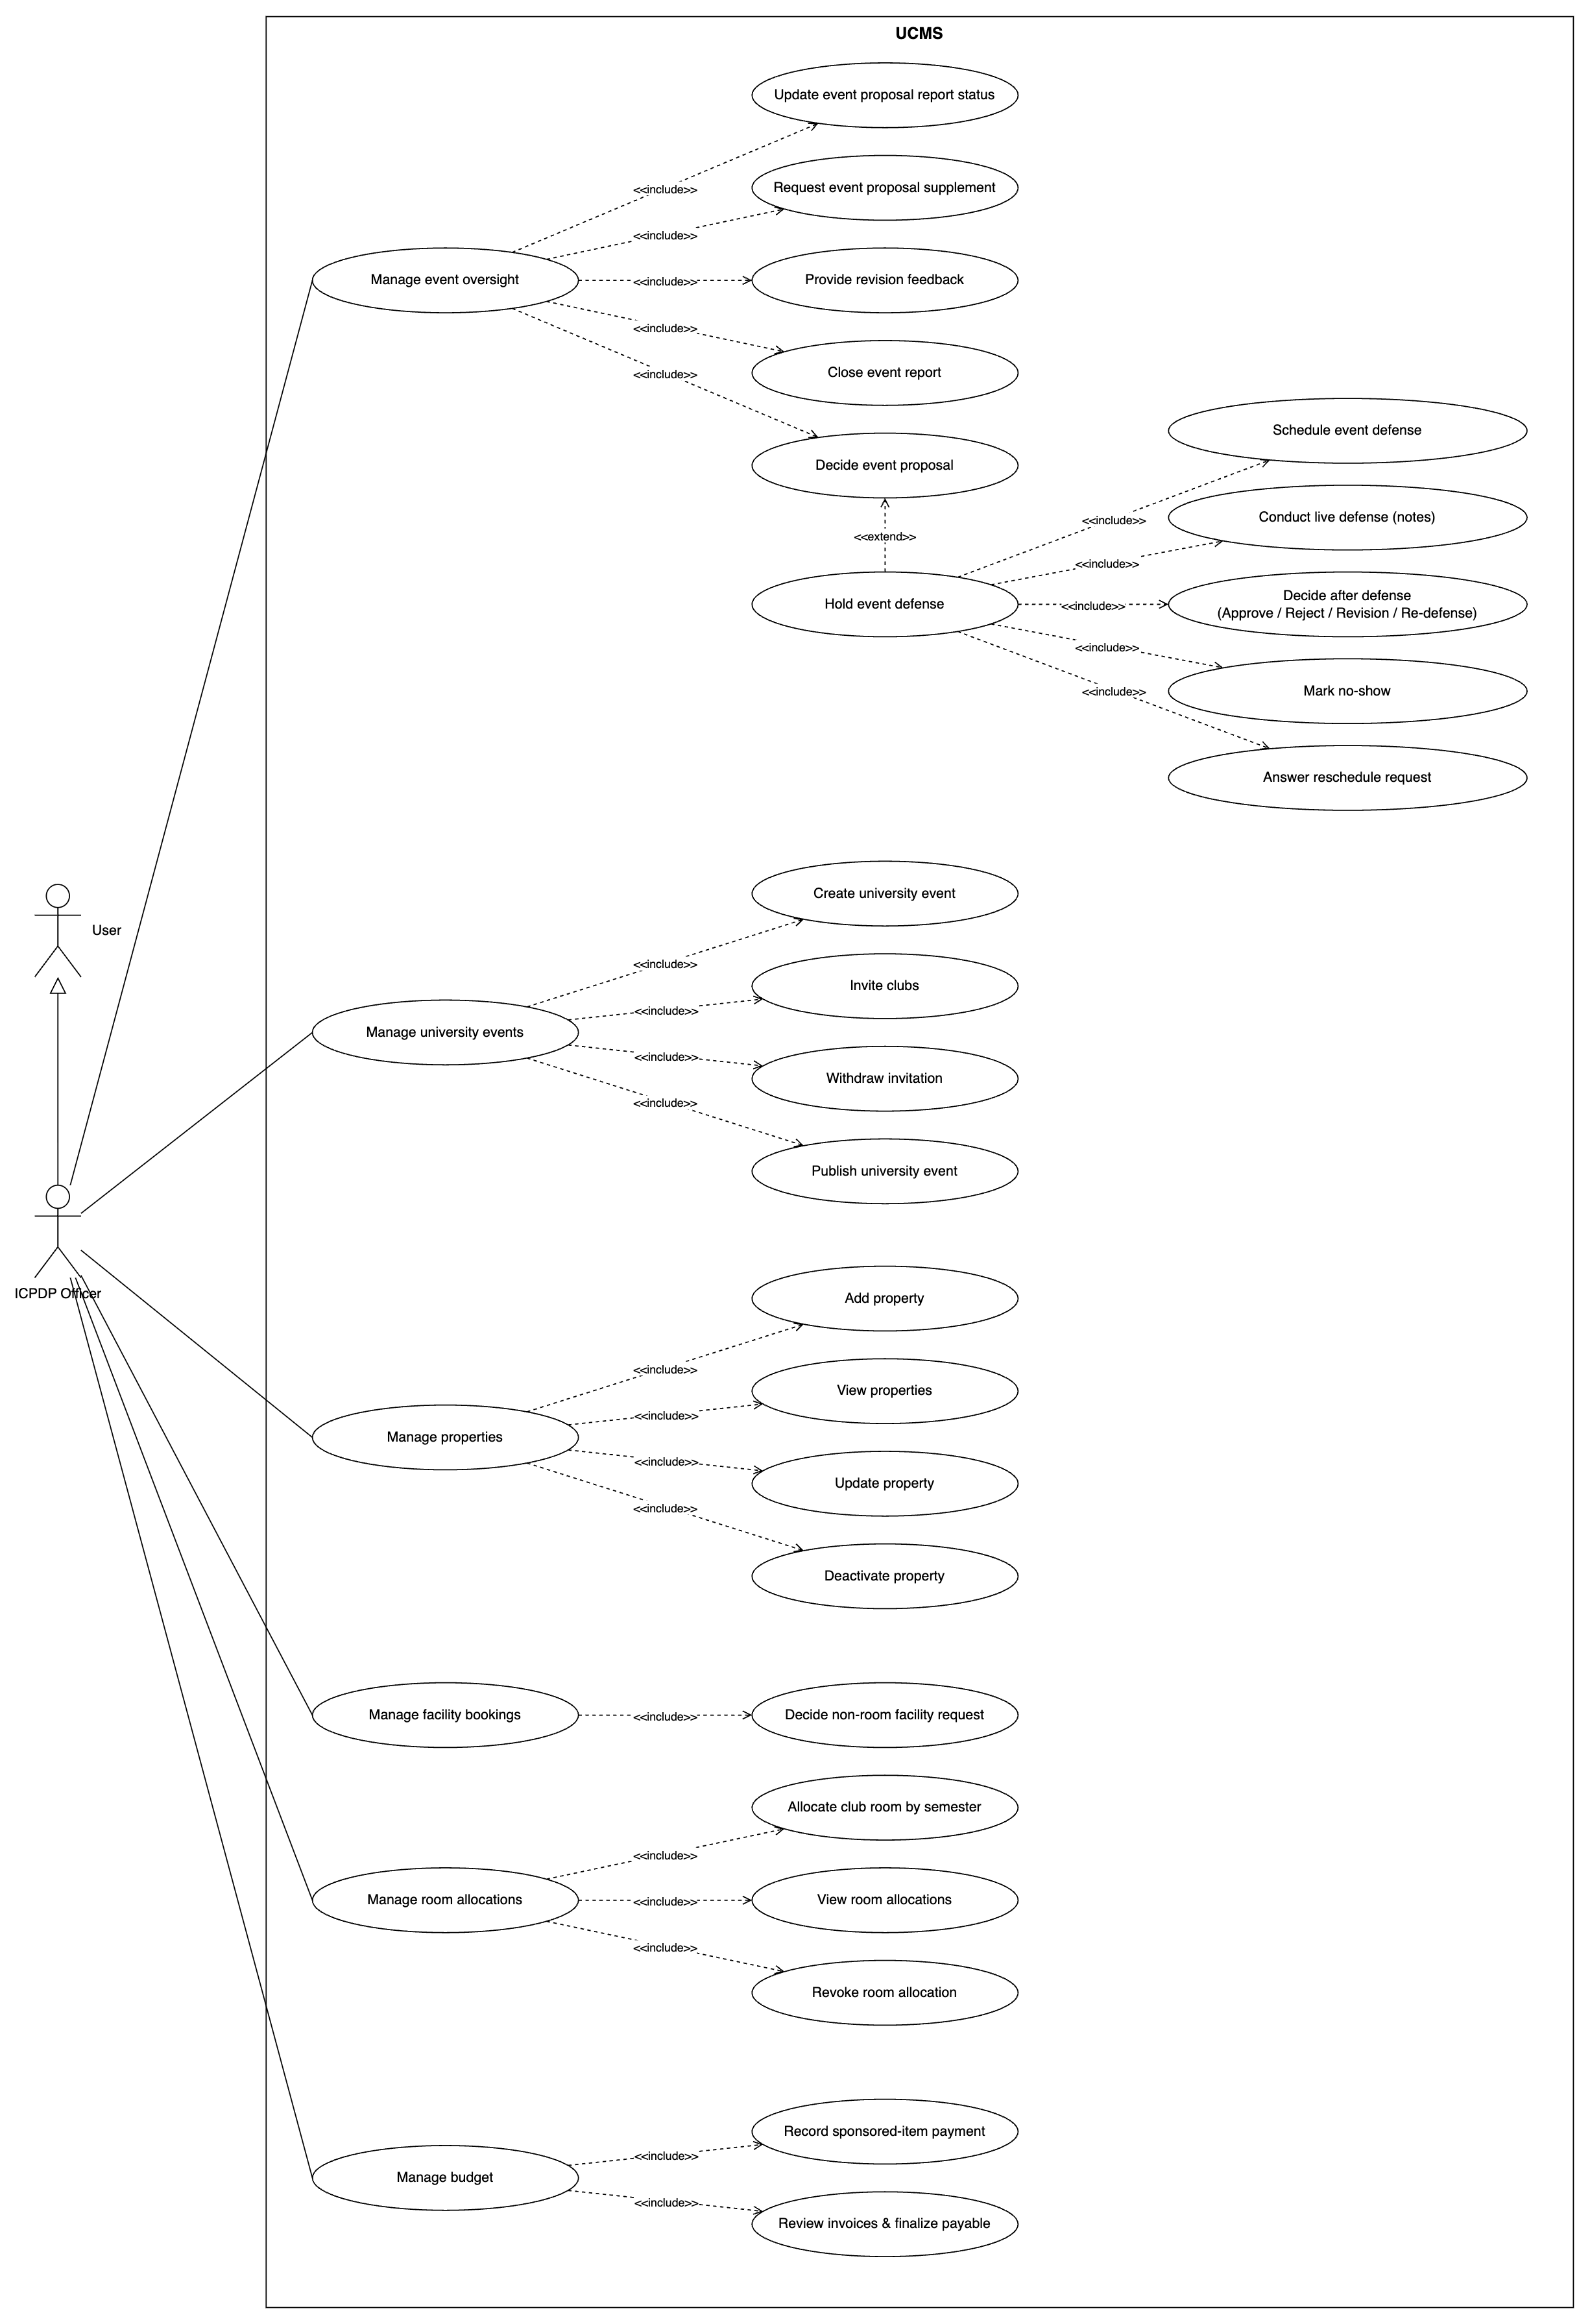 UCMS
Update event proposal report status
<<include>>
Request event proposal supplement
<<include>>
Manage event oversight
<<include>>
Provide revision feedback
<<include>>
Close event report
<<include>>
Decide event proposal
Schedule event defense
<<include>>
Conduct live defense (notes)
<<extend>>
<<include>>
Hold event defense
<<include>>
Decide after defense
(Approve / Reject / Revision / Re-defense)
<<include>>
Mark no-show
<<include>>
Answer reschedule request
Create university event
User
<<include>>
Invite clubs
<<include>>
Manage university events
<<include>>
Withdraw invitation
<<include>>
Publish university event
ICPDP Officer
Add property
<<include>>
View properties
<<include>>
Manage properties
<<include>>
Update property
<<include>>
Deactivate property
Manage facility bookings
<<include>>
Decide non-room facility request
Allocate club room by semester
<<include>>
Manage room allocations
<<include>>
View room allocations
<<include>>
Revoke room allocation
Record sponsored-item payment
<<include>>
Manage budget
<<include>>
Review invoices & finalize payable